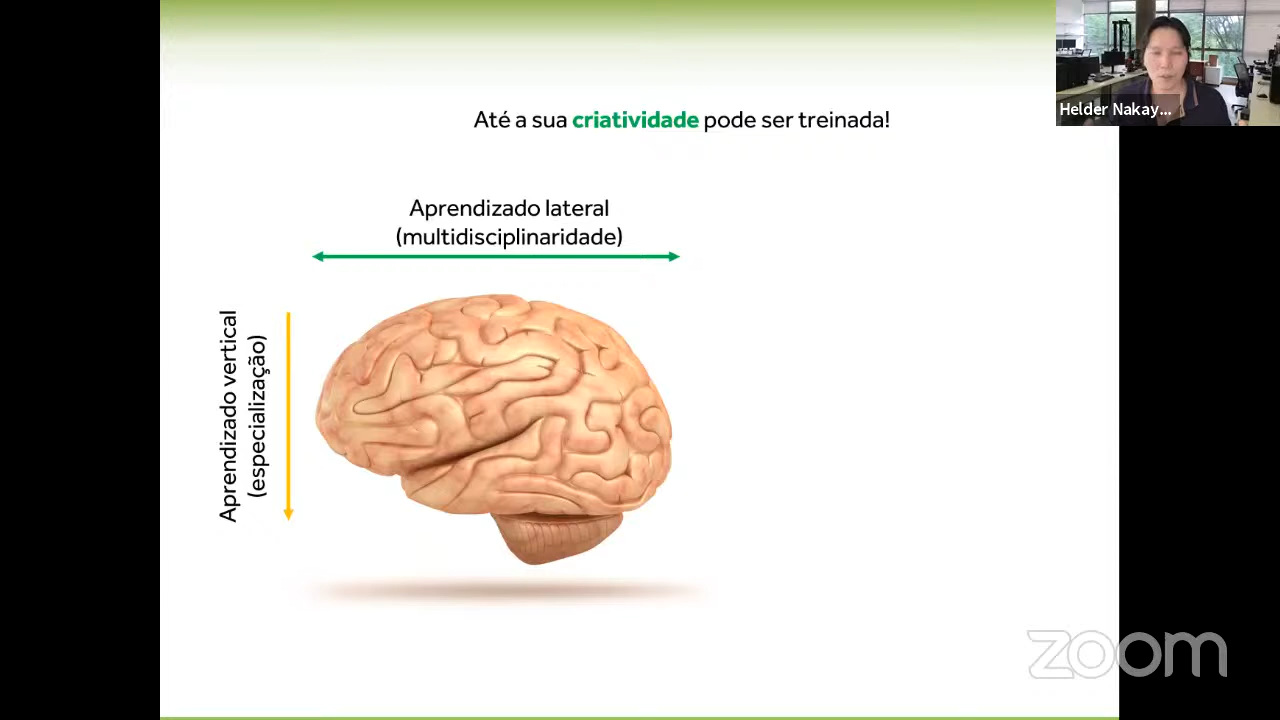 Até a sua criatividade pode ser treinada!
Aprendizado lateral
(multidisciplinaridade)
Aprendizado vertical
(especialização)
Helder Nakay...
zoom